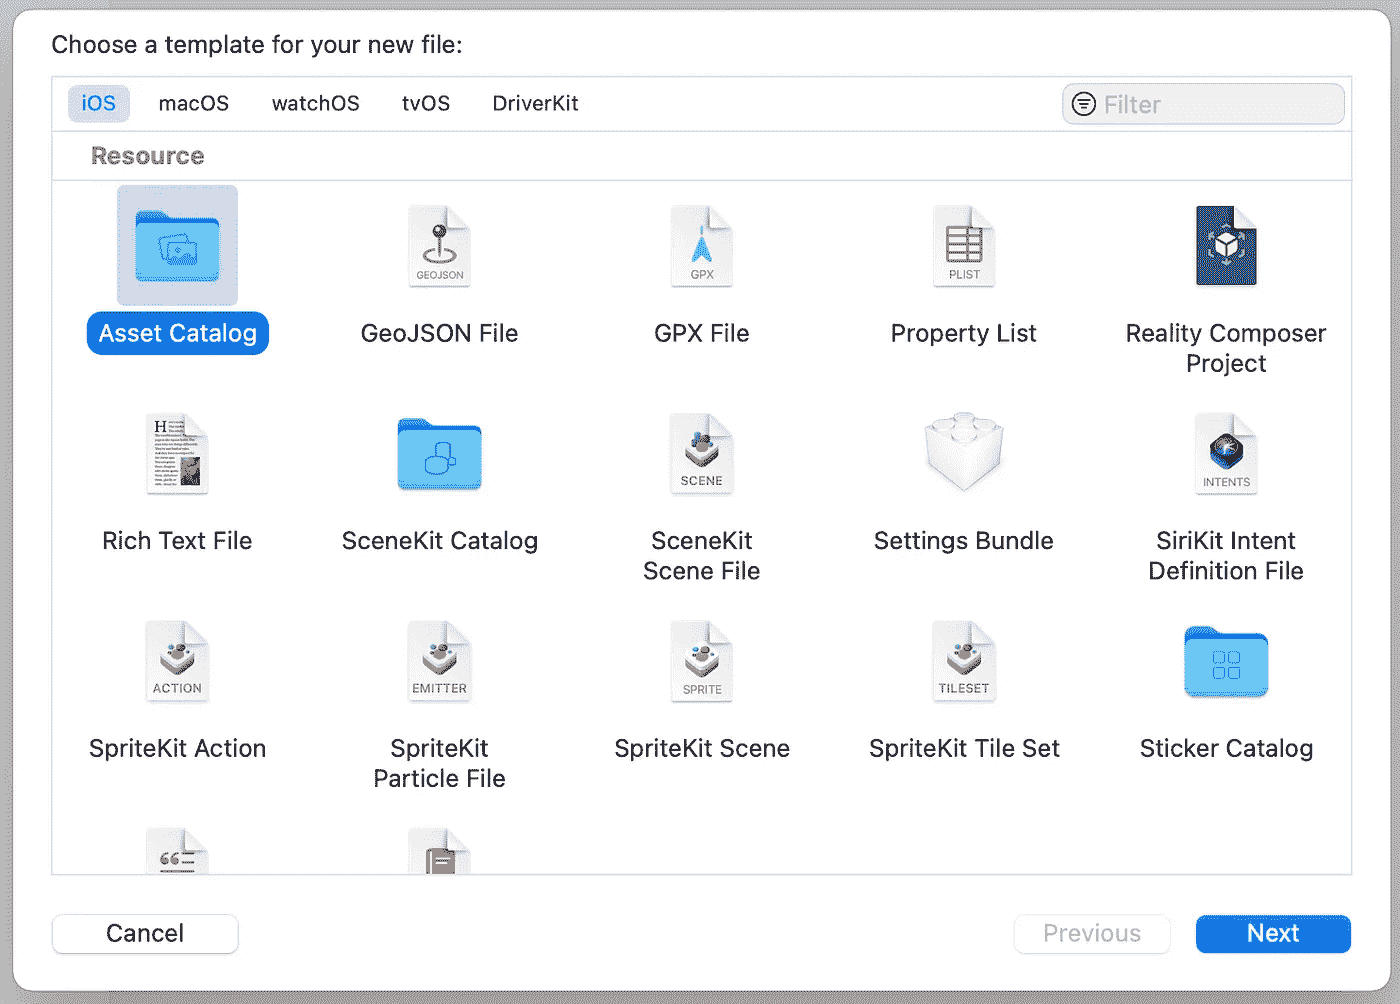 Choose a template for your new file:
iOS macOS watchOS tvOS DriverKit Filter
Resource
GEOJSON GPX PLIST
Asset Catalog GeoJSON File GPX File Property List Reality Composer
Project
H
SCENE INTENTS
Rich Text File SceneKit Catalog SceneKit Settings Bundle SiriKit Intent
Scene File Definition File
ACTION EMITTER SPRITE TILESET
SpriteKit Action SpriteKit SpriteKit Scene SpriteKit Tile Set Sticker Catalog
Particle File
Cancel Previous Next